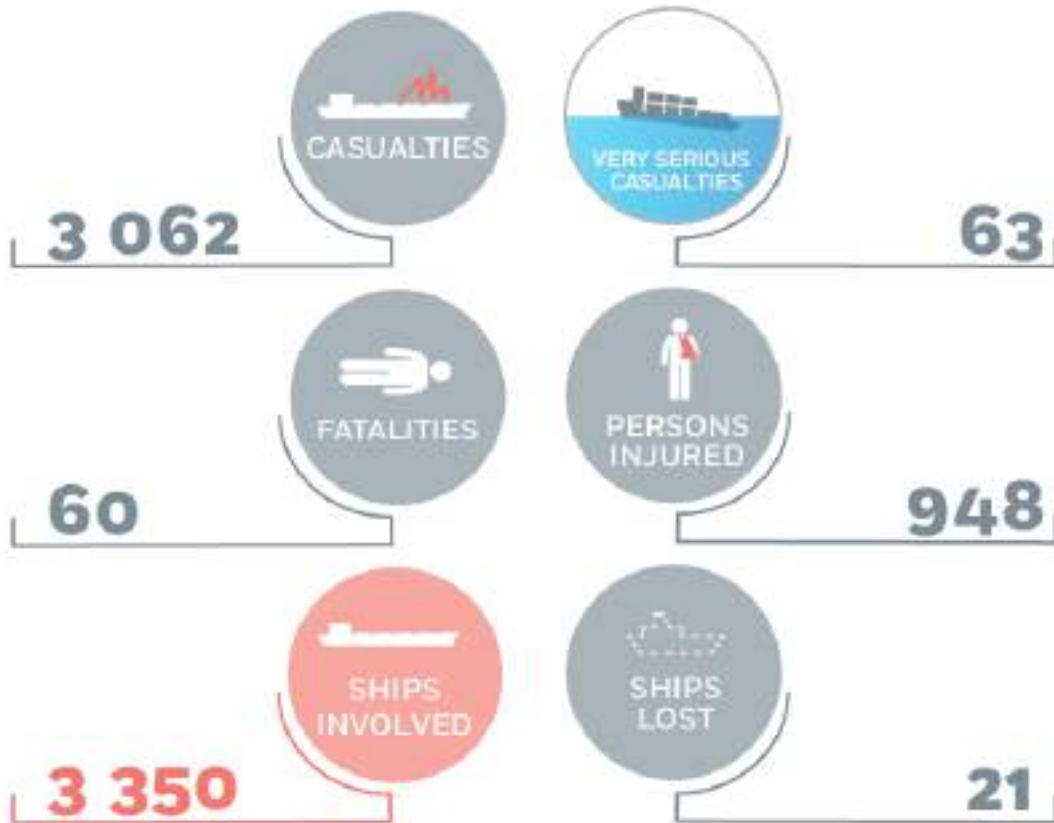 CASUALTIES
3 062
VERY SERIOUS
CASUALTIES
63
FATALITIES
60
PERSONS
INJURED
948
SHIPS
INVOLVED
3 350
SHIPS
LOST
21